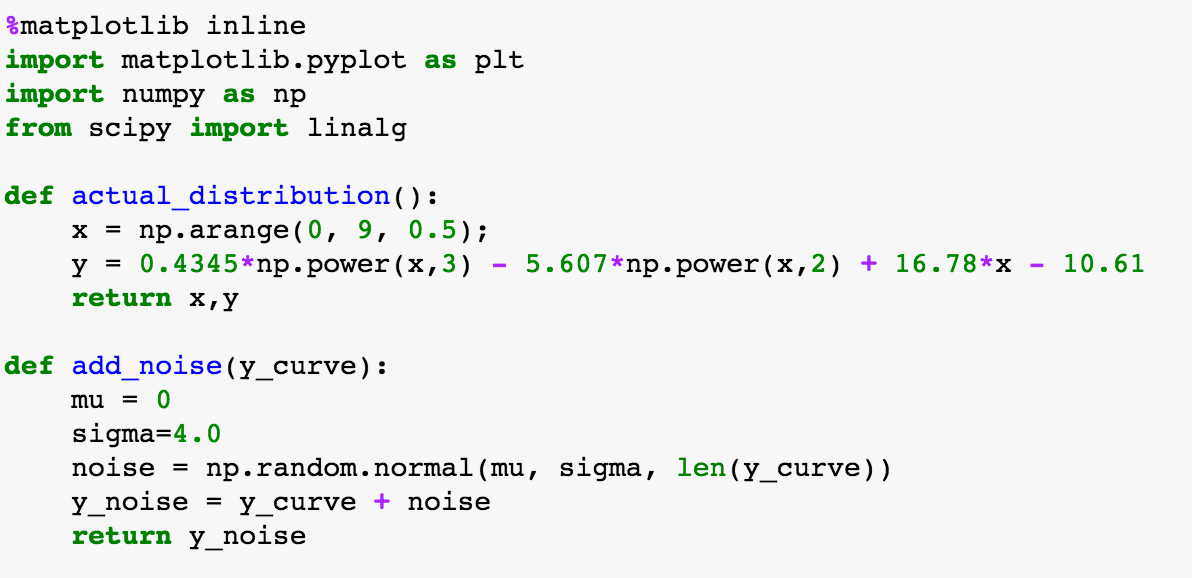 %matplotlib inline
import matplotlib.pyplot as plt
import numpy as np
from scipy import linalg

def actual_distribution():
    x = np.arange(0, 9, 0.5);
    y = 0.4345*np.power(x,3) - 5.607*np.power(x,2) + 16.78*x - 10.61
    return x,y

def add_noise(y_curve):
    mu = 0
    sigma=4.0
    noise = np.random.normal(mu, sigma, len(y_curve))
    y_noise = y_curve + noise
    return y_noise